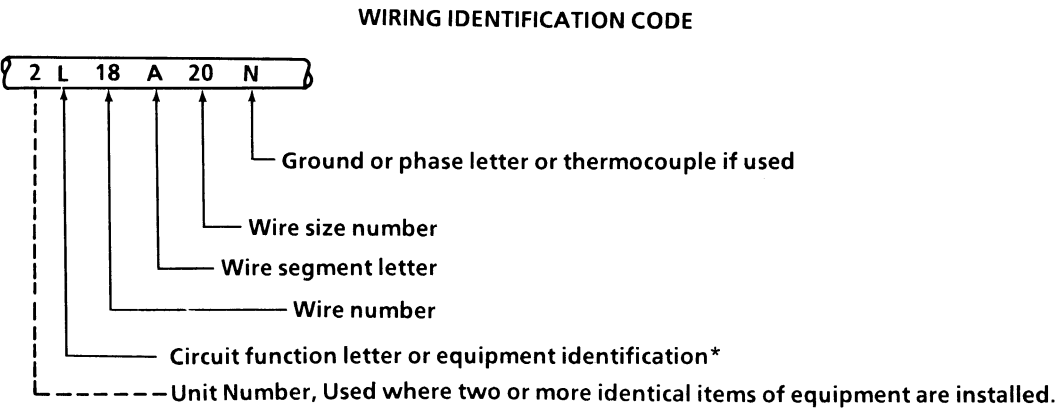 WIRING IDENTIFICATION CODE
2 L 18 A 20 N
Ground or phase letter or thermocouple if used
Wire size number
Wire segment letter
Wire number
Circuit function letter or equipment identification*
Unit Number, Used where two or more identical items of equipment are installed.